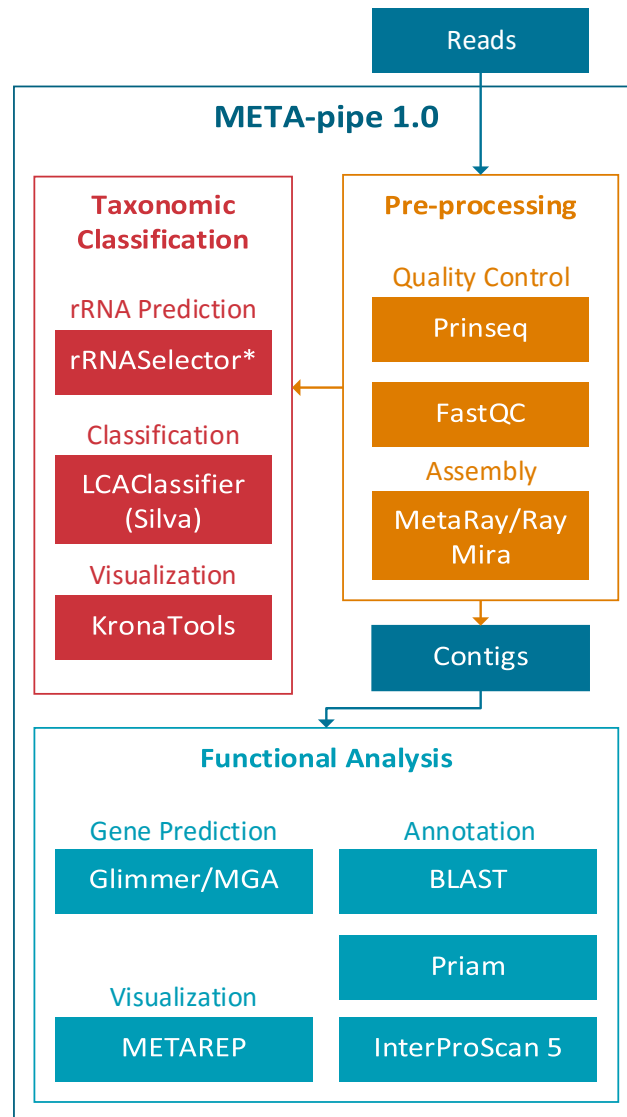 Reads
META-pipe 1.0
Taxonomic
Classification
rRNA Prediction
rRNASelector*
Classification
LCAClassifier
(Silva)
Visualization
KronaTools
Pre-processing
Quality Control
Prinseq
FastQC
Assembly
MetaRay/Ray
Mira
Contigs
Functional Analysis
Gene Prediction
Glimmer/MGA
Visualization
METAREP
Annotation
BLAST
Priam
InterProScan 5